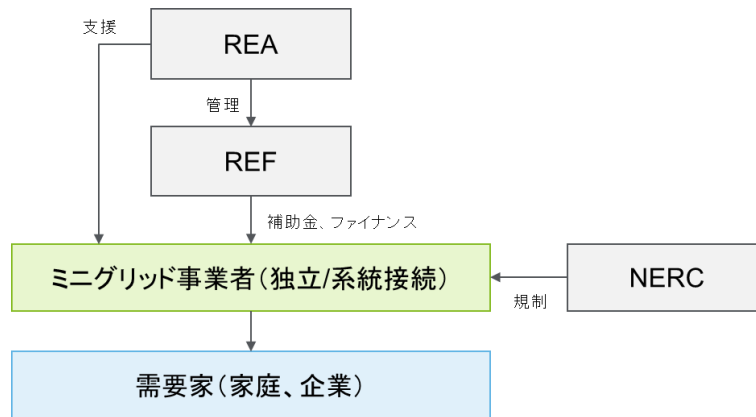 支援
REA
管理
REF
補助金、ファイナンス
ミニグリッド事業者(独立/系統接続)
NERC
規制
需要家(家庭、企業)